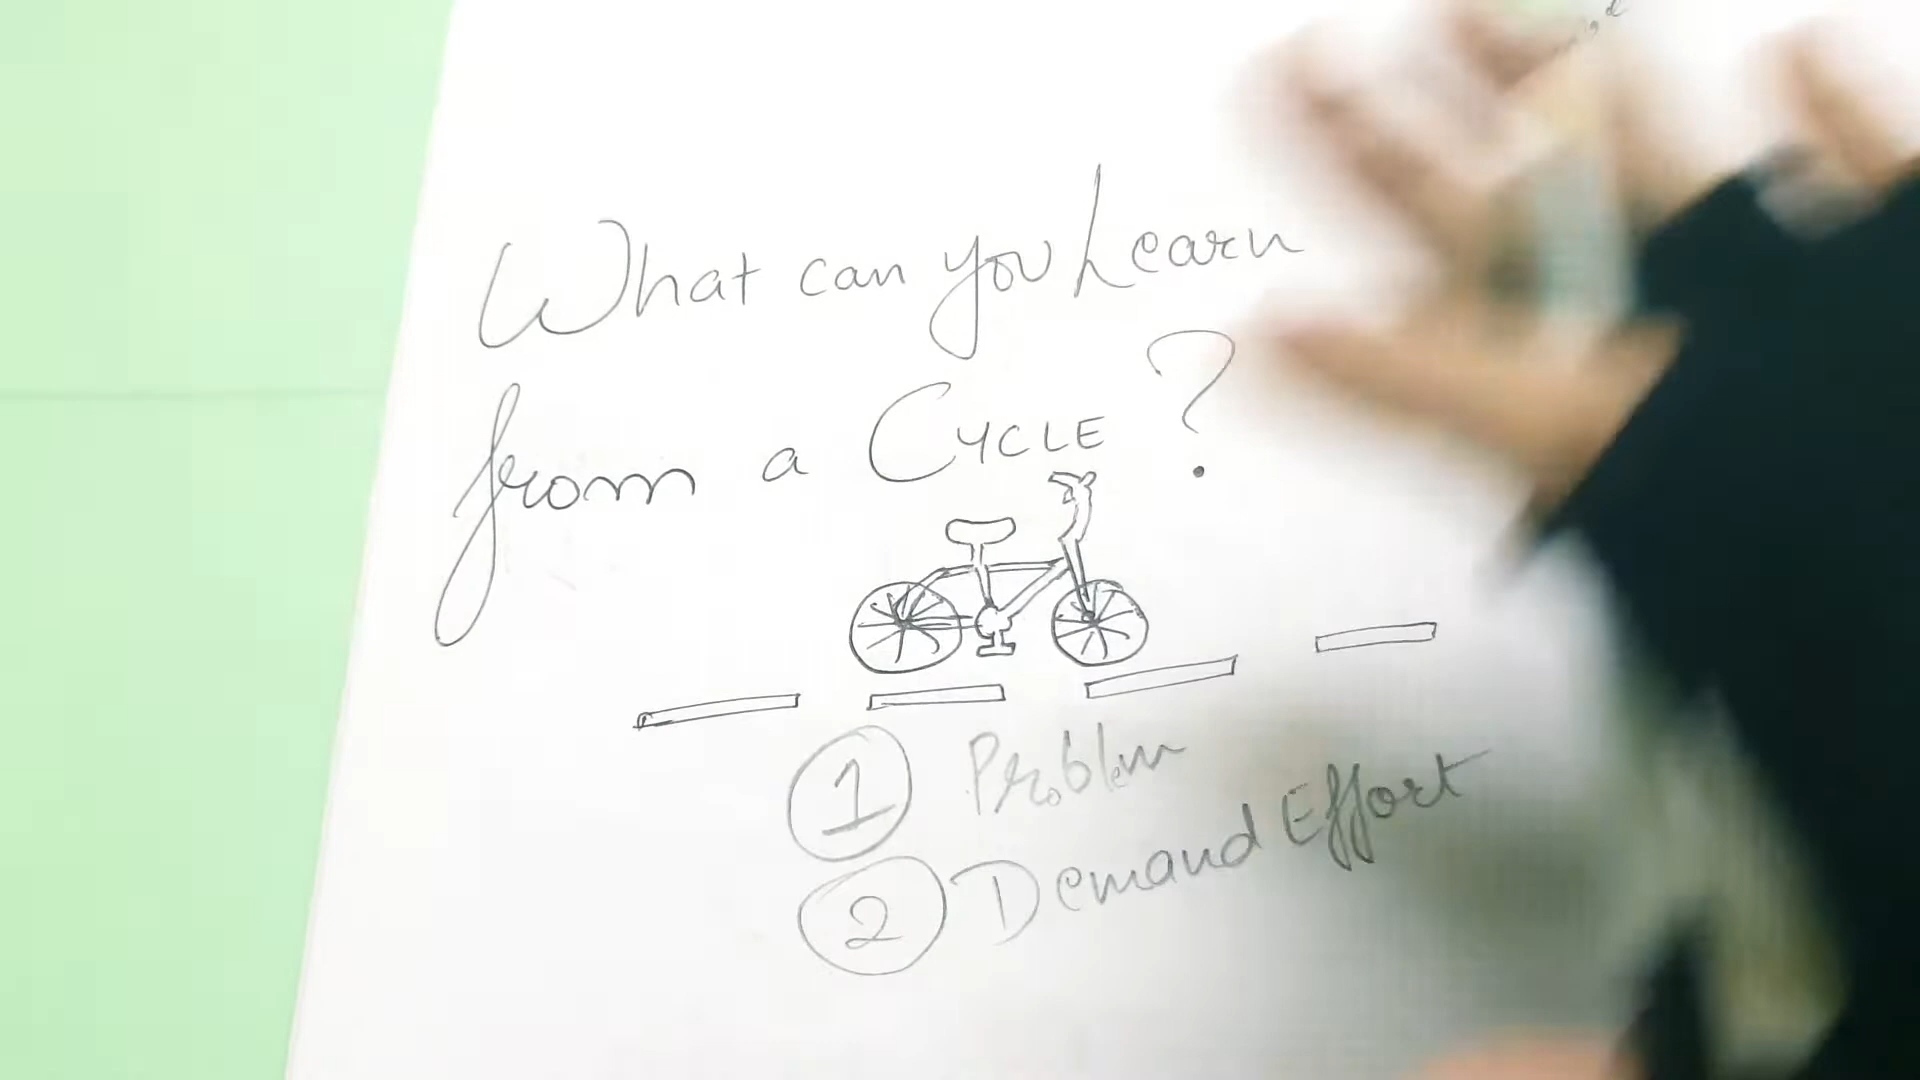 What can you Learn
from a CYCLE ?
1 Problem
2 Demand Effort